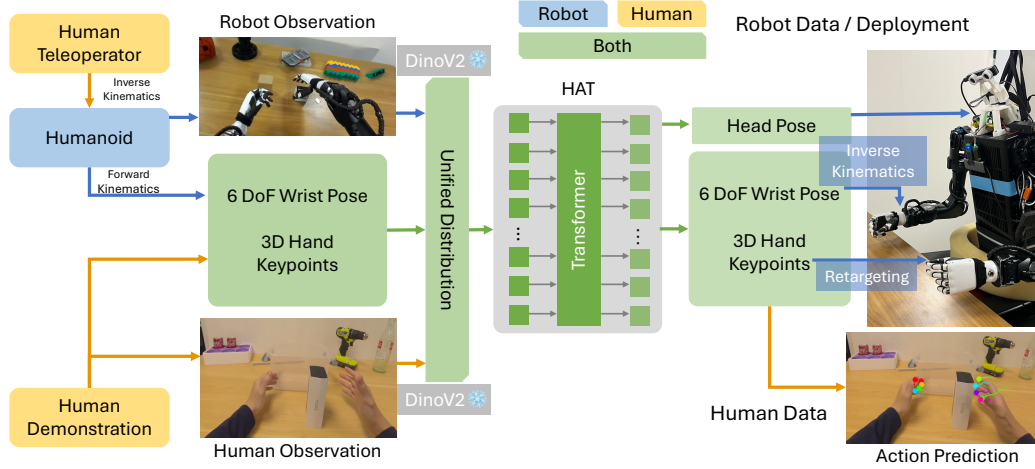 Human
Teleoperator
Inverse
Kinematics
Humanoid
Forward
Kinematics
Robot Observation
DinoV2
6 DoF Wrist Pose
3D Hand
Keypoints
Unified Distribution
Human
Demonstration
Human Observation
DinoV2
Robot
Human
Both
HAT
Transformer
Robot Data / Deployment
Head Pose
Inverse
Kinematics
6 DoF Wrist Pose
3D Hand
Keypoints
Retargeting
Human Data
Action Prediction